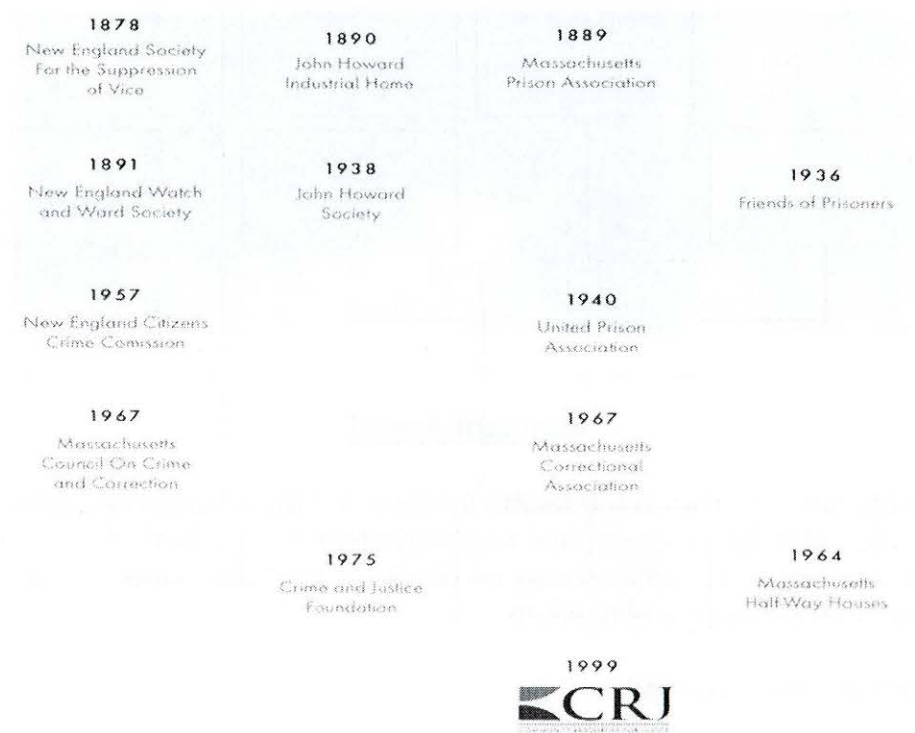 1878
New England Society
For the Suppression
of Vice
1890
John Howard
Industrial Home
1889
Massachusetts
Prison Association
1891
New England Watch
and Ward Society
1938
John Howard
Society
1936
Friends of Prisoners
1957
New England Citizens
Crime Comission
1940
United Prison
Association
1967
Massachusetts
Council On Crime
and Correction
1967
Massachusetts
Correctional
Association
1975
Crime and Justice
Foundation
1964
Massachusetts
Half-Way Houses
1999
CRJ